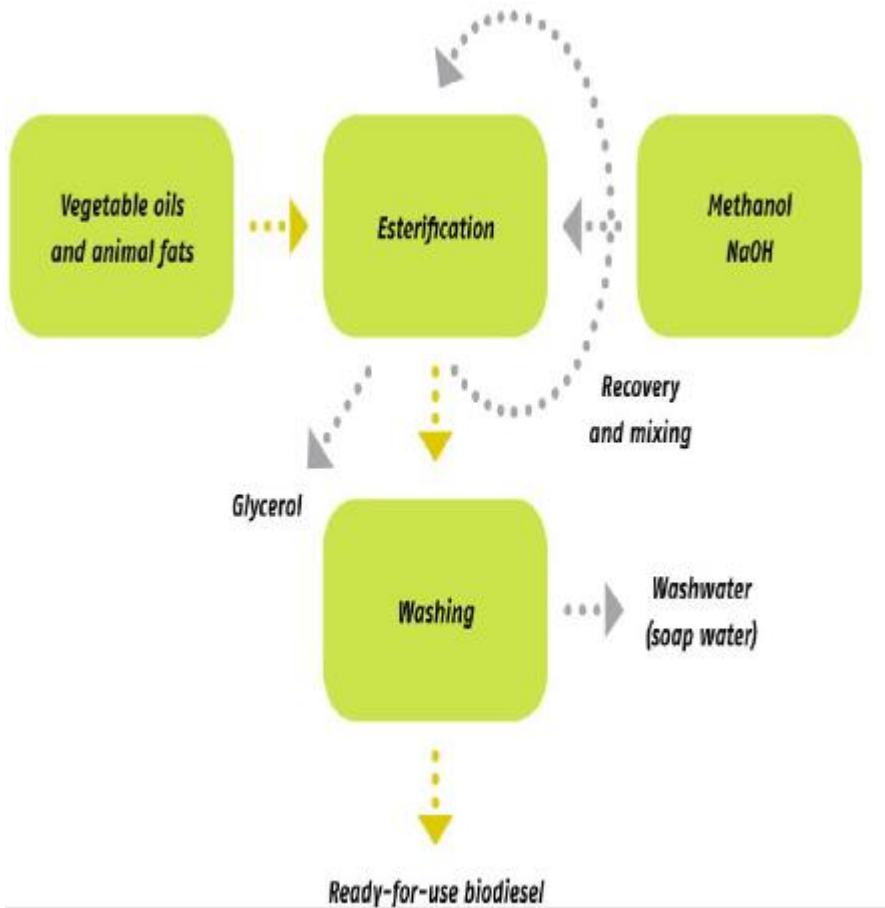 Vegetable oils
and animal fats
Esterification
Methanol
NaOH
Recovery
and mixing
Glycerol
Washing
Washwater
(soap water)
Ready-for-use biodiesel